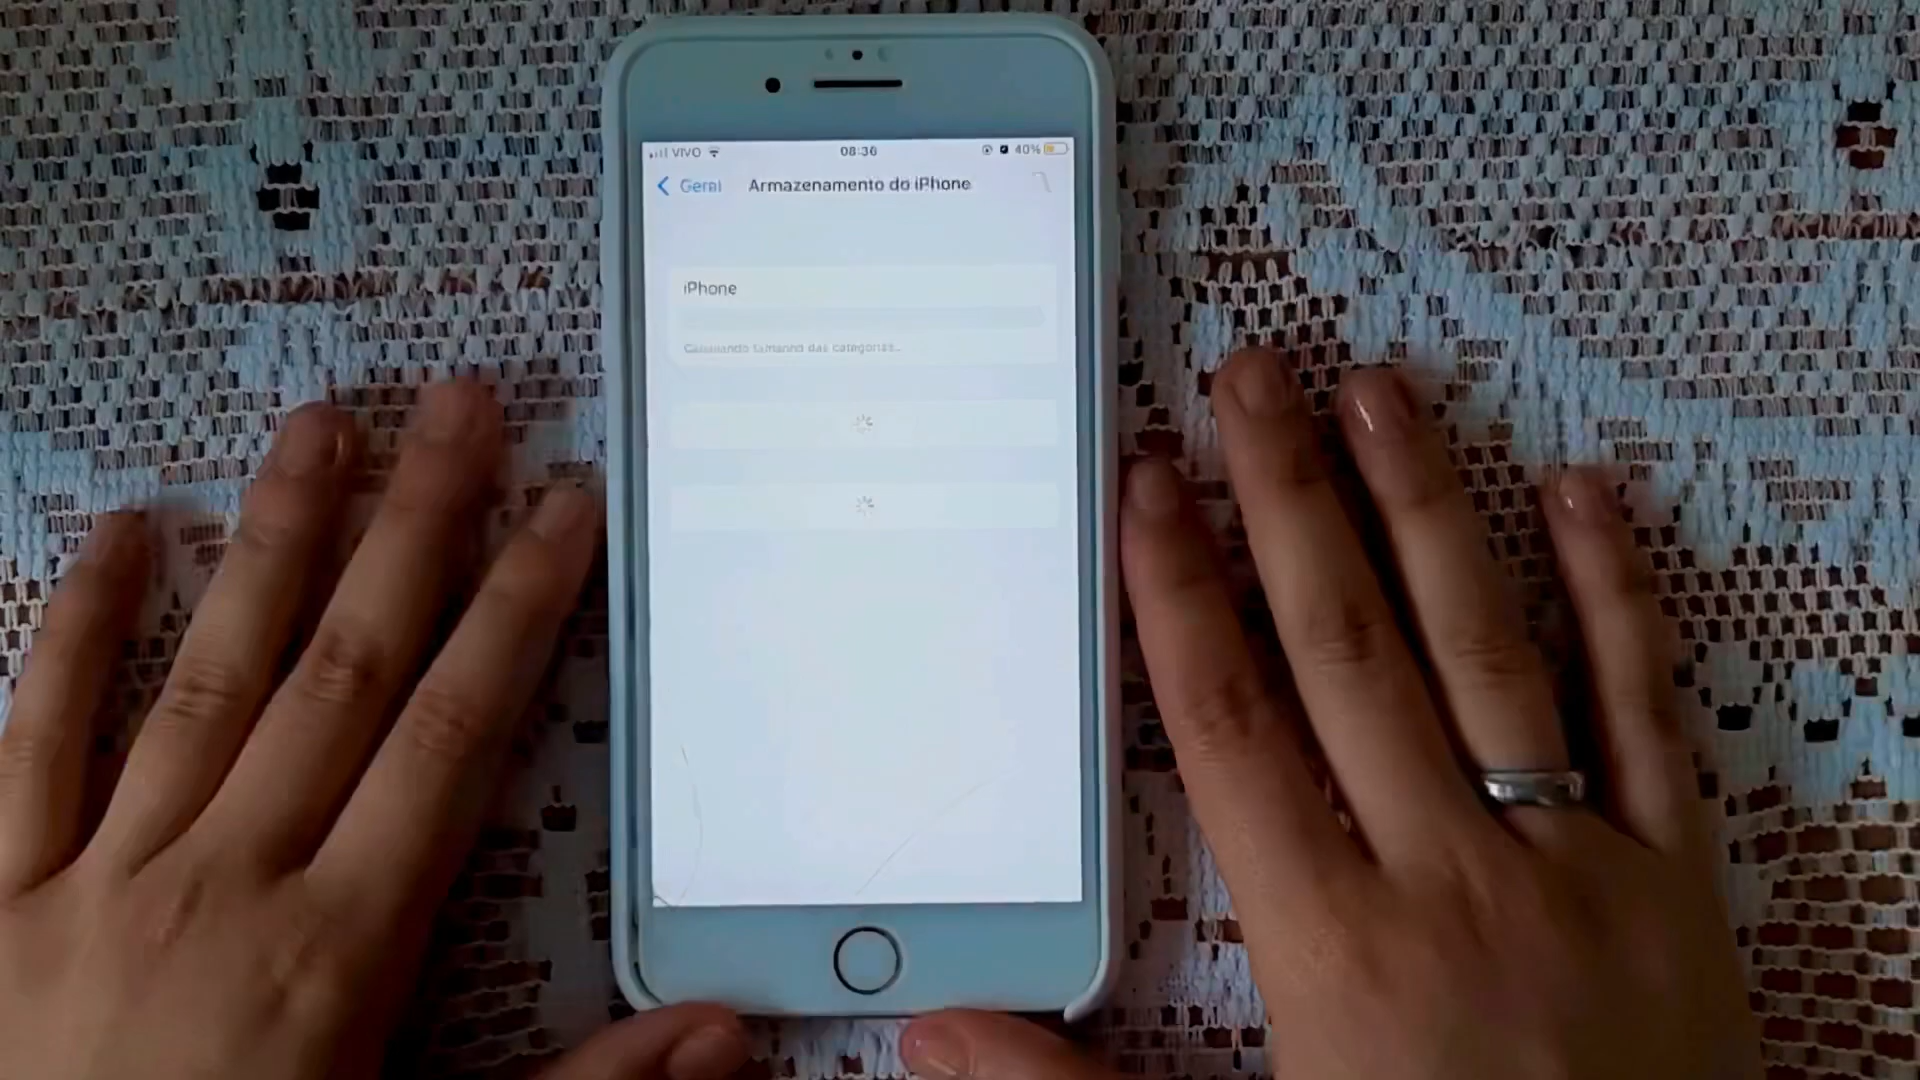 VIVO 08:36 40%
Geral Armazenamento do iPhone
iPhone
Calculando tamanho das categorias...